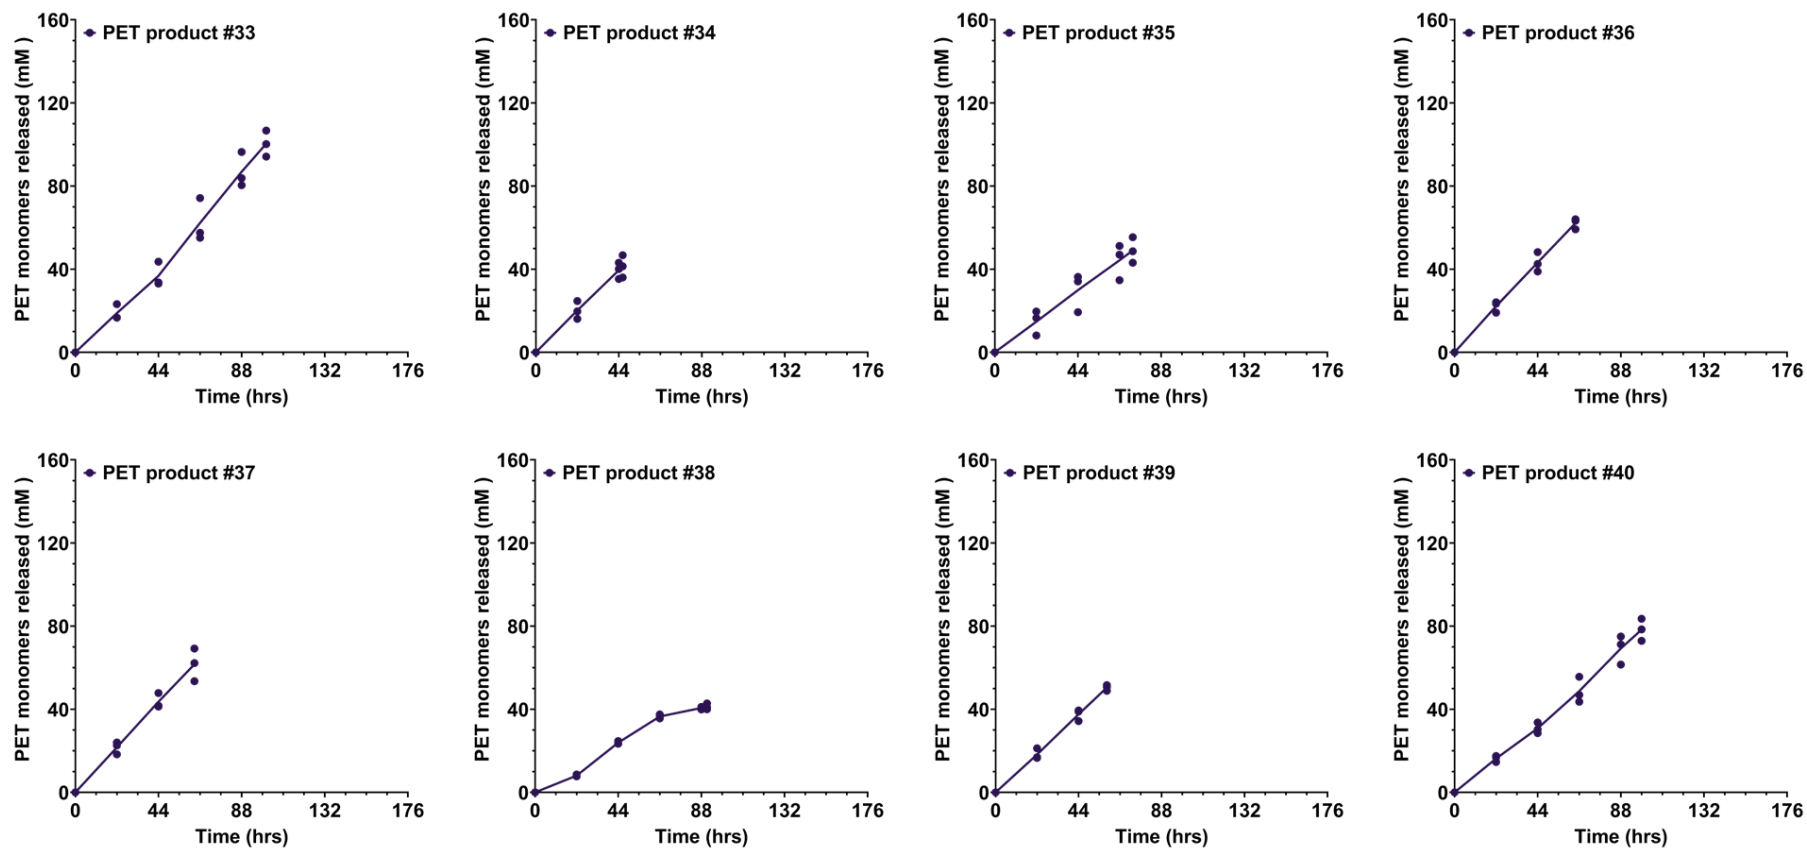 PET product #33
PET monomers released (mM )
160
120
80
40
0
0 44 88 132 176
Time (hrs)
PET product #34
PET monomers released (mM )
160
120
80
40
0
0 44 88 132 176
Time (hrs)
PET product #35
PET monomers released (mM )
160
120
80
40
0
0 44 88 132 176
Time (hrs)
PET product #36
PET monomers released (mM )
160
120
80
40
0
0 44 88 132 176
Time (hrs)
PET product #37
PET monomers released (mM )
160
120
80
40
0
0 44 88 132 176
Time (hrs)
PET product #38
PET monomers released (mM )
160
120
80
40
0
0 44 88 132 176
Time (hrs)
PET product #39
PET monomers released (mM )
160
120
80
40
0
0 44 88 132 176
Time (hrs)
PET product #40
PET monomers released (mM )
160
120
80
40
0
0 44 88 132 176
Time (hrs)